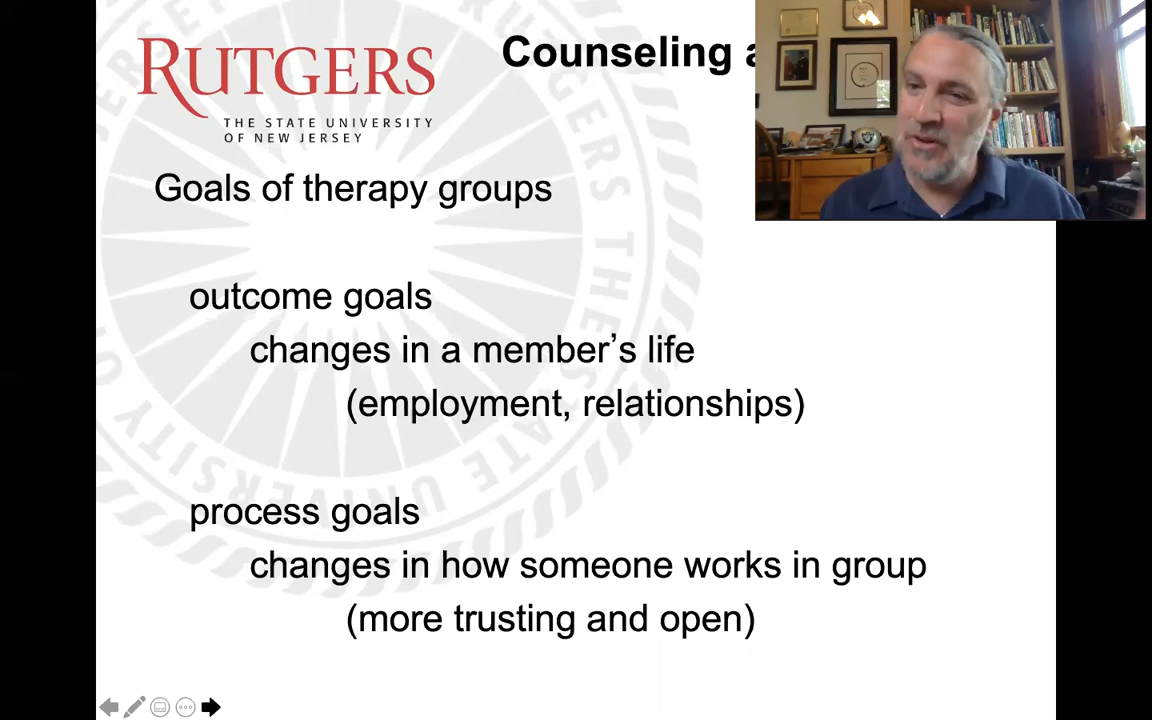 RUTGERS
THE STATE UNIVERSITY
OF NEW JERSEY
Counseling a
Goals of therapy groups
outcome goals
changes in a member’s life
(employment, relationships)
process goals
changes in how someone works in group
(more trusting and open)